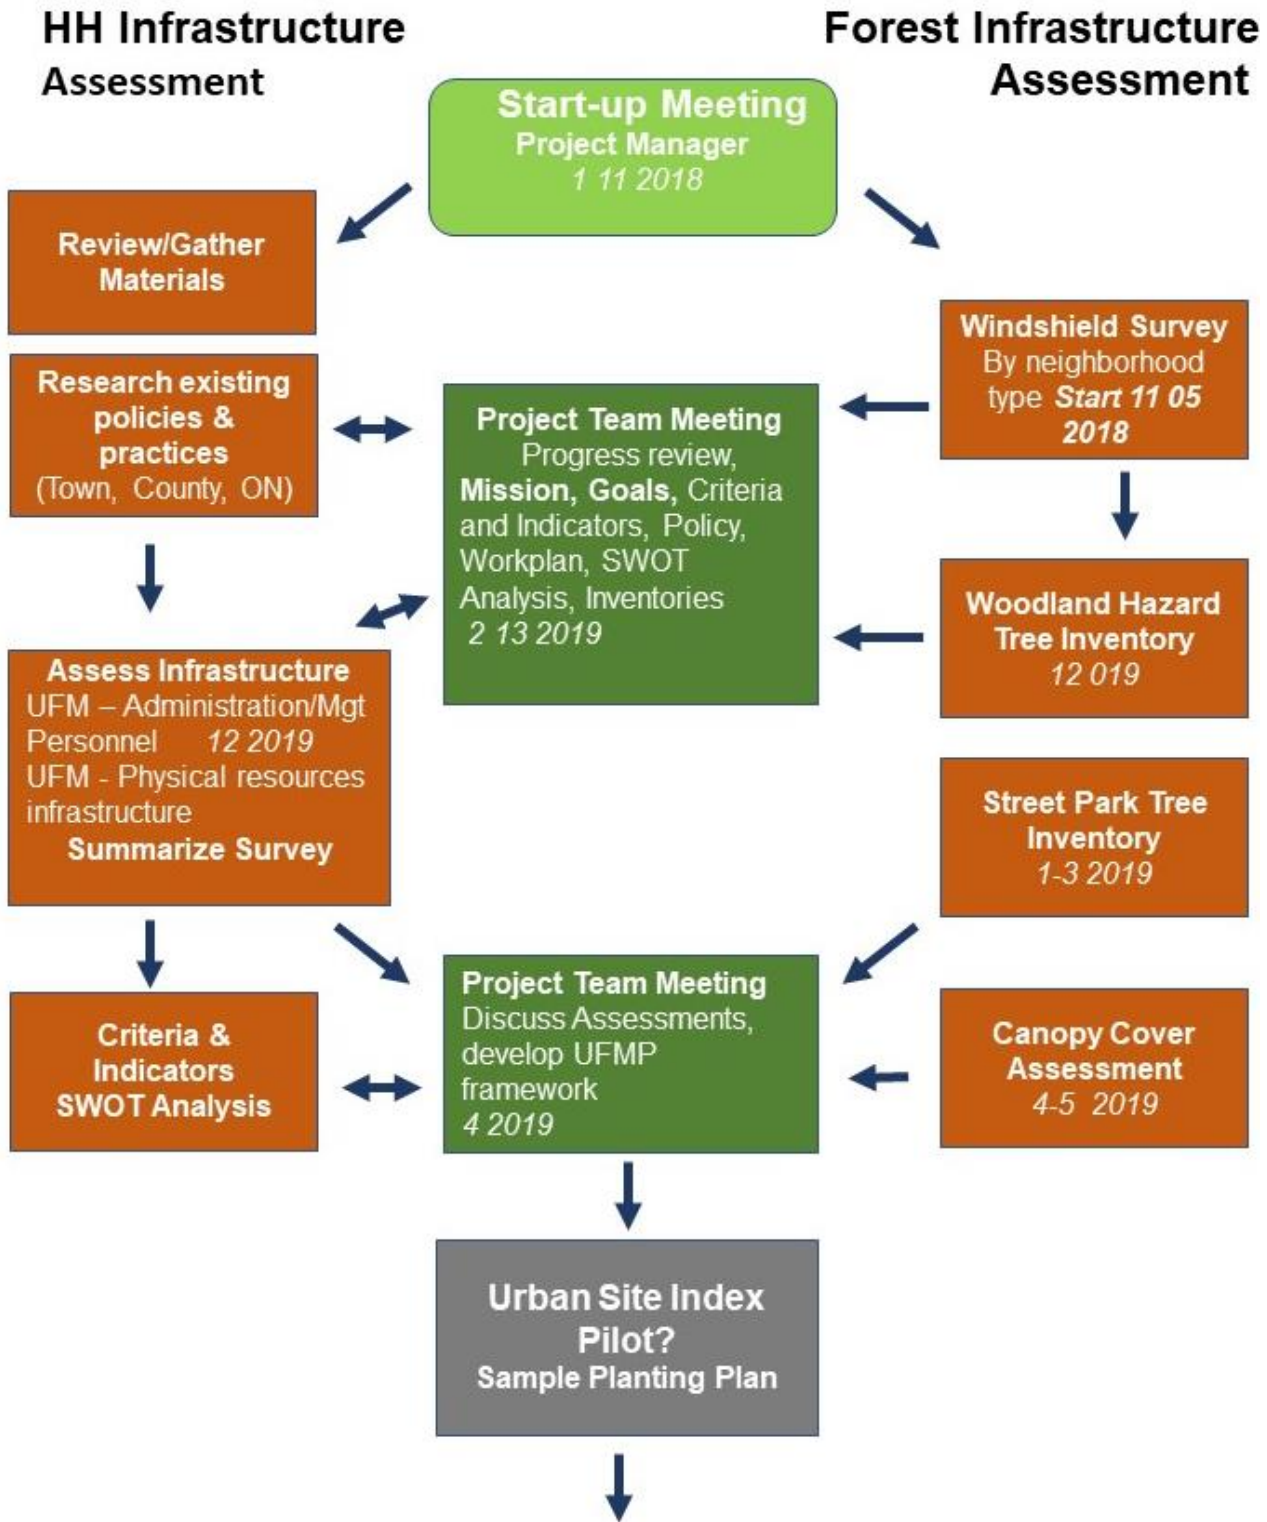 HH Infrastructure
Assessment
Forest Infrastructure
Assessment
Start-up Meeting
Project Manager
1 11 2018
Review/Gather
Materials
Research existing
policies &
practices
(Town, County, ON)
Project Team Meeting
Progress review,
Mission, Goals, Criteria
and Indicators, Policy,
Workplan, SWOT
Analysis, Inventories
2 13 2019
Windshield Survey
By neighborhood
type Start 11 05
2018
Woodland Hazard
Tree Inventory
12 019
Assess Infrastructure
UFM – Administration/Mgt
Personnel 12 2019
UFM - Physical resources
infrastructure
Summarize Survey
Street Park Tree
Inventory
1-3 2019
Criteria &
Indicators
SWOT Analysis
Project Team Meeting
Discuss Assessments,
develop UFMP
framework
4 2019
Canopy Cover
Assessment
4-5 2019
Urban Site Index
Pilot?
Sample Planting Plan